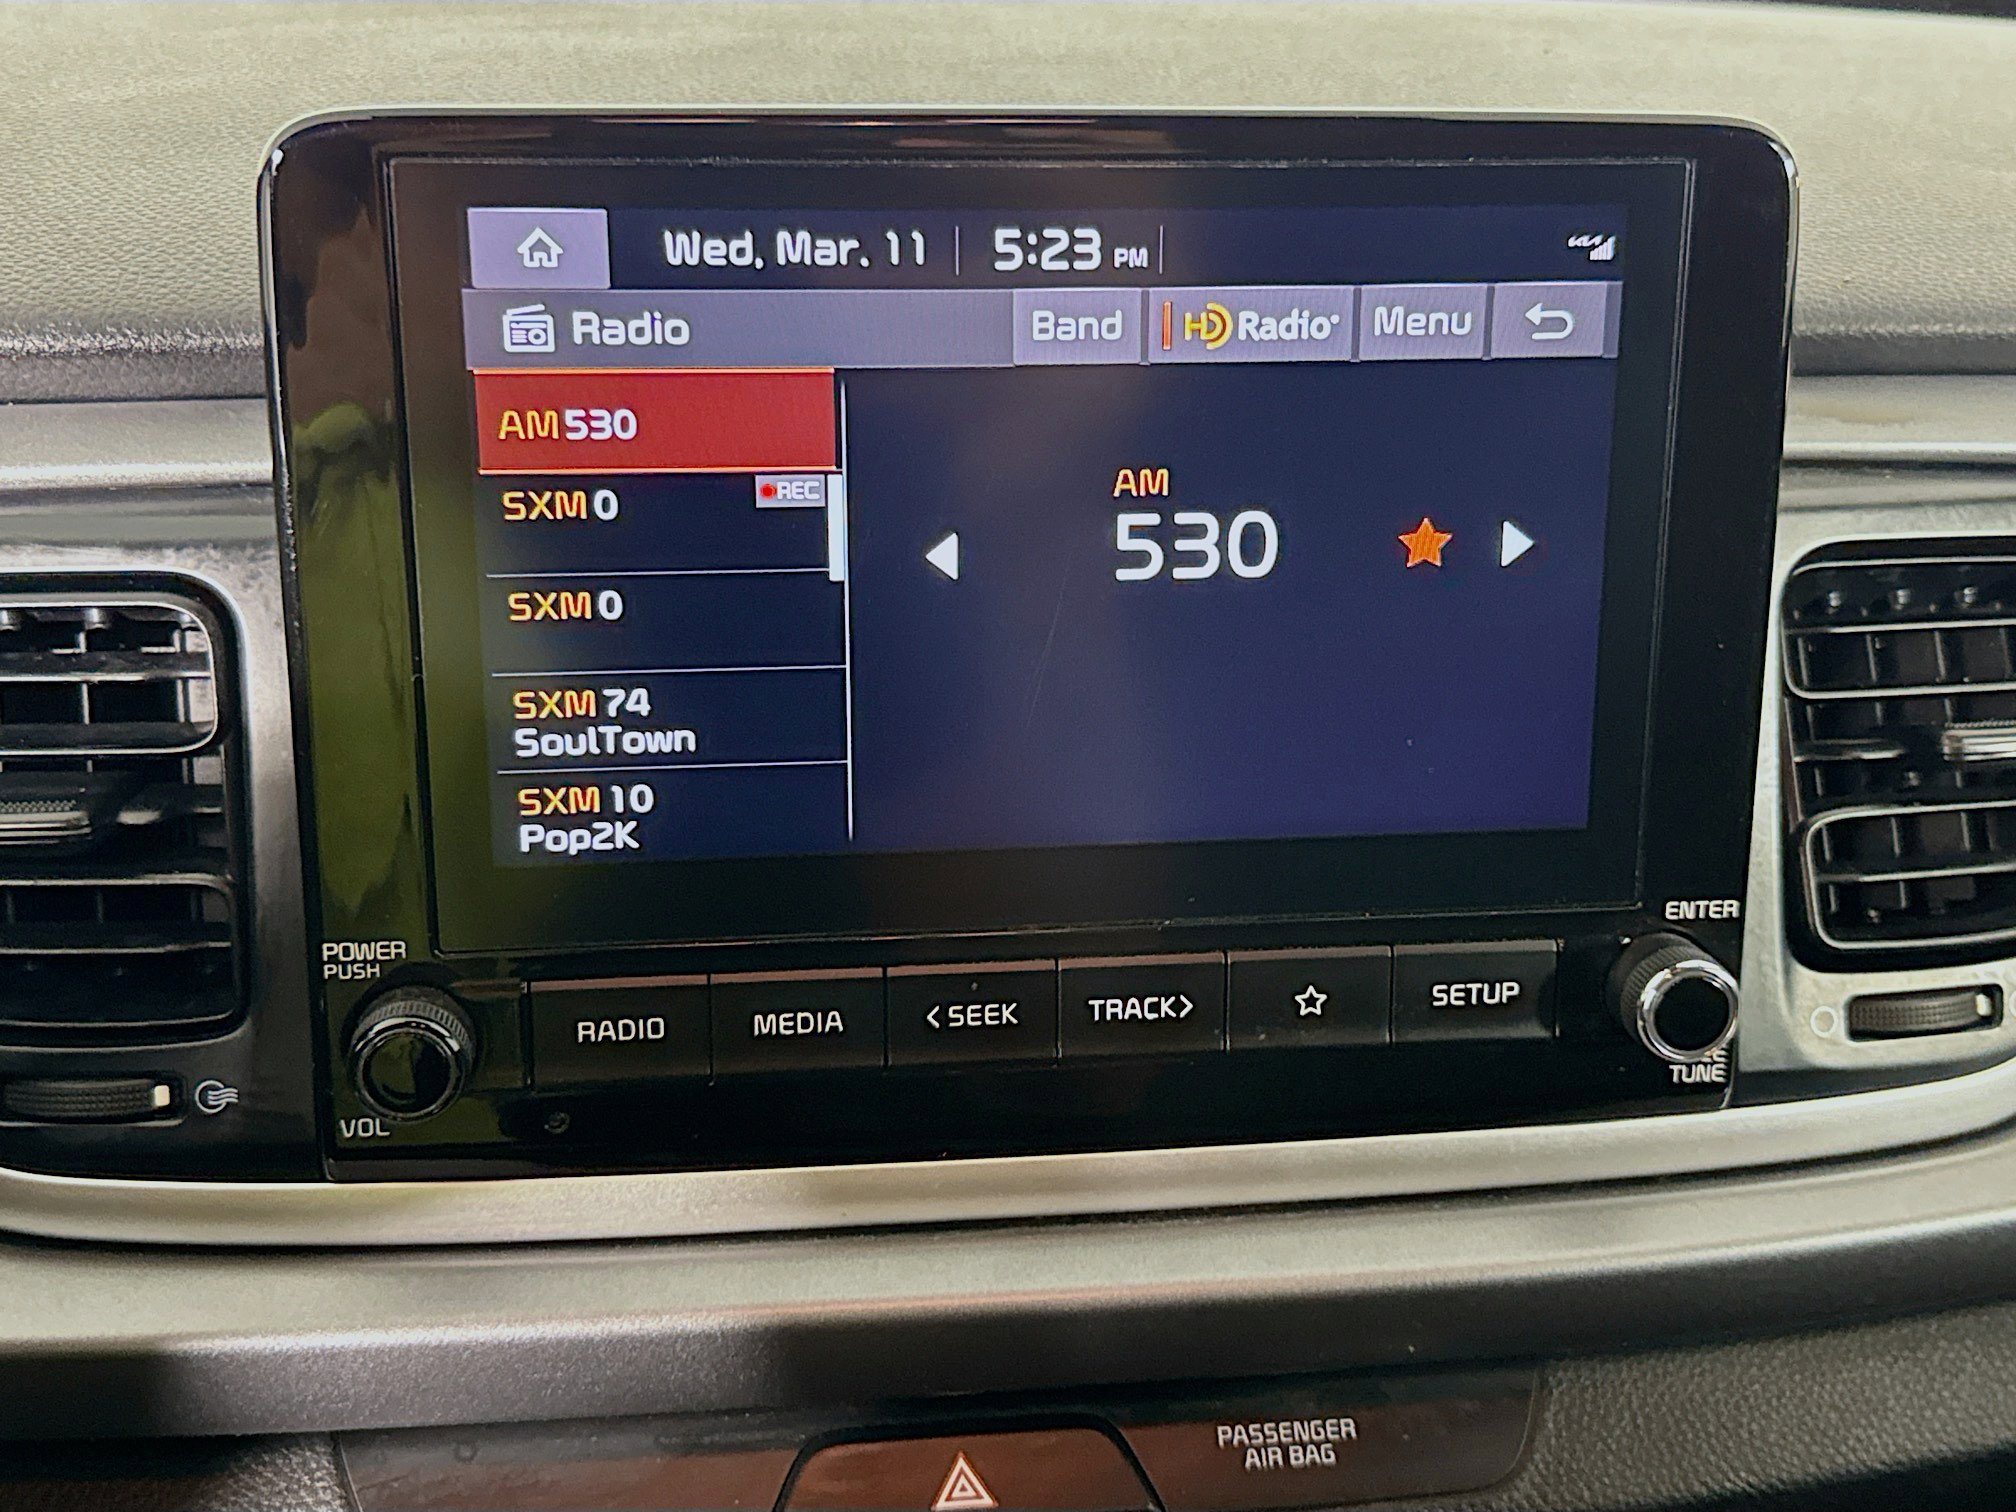 Wed, Mar. 11 5:23 PM
Radio Band HD Radio Menu
AM 530
SXM 0 REC
SXM 0
SXM 74
SoulTown
SXM 10
Pop2K
AM
530
POWER
PUSH
VOL
RADIO MEDIA <SEEK TRACK> SETUP
ENTER
TUNE
PASSENGER
AIR BAG